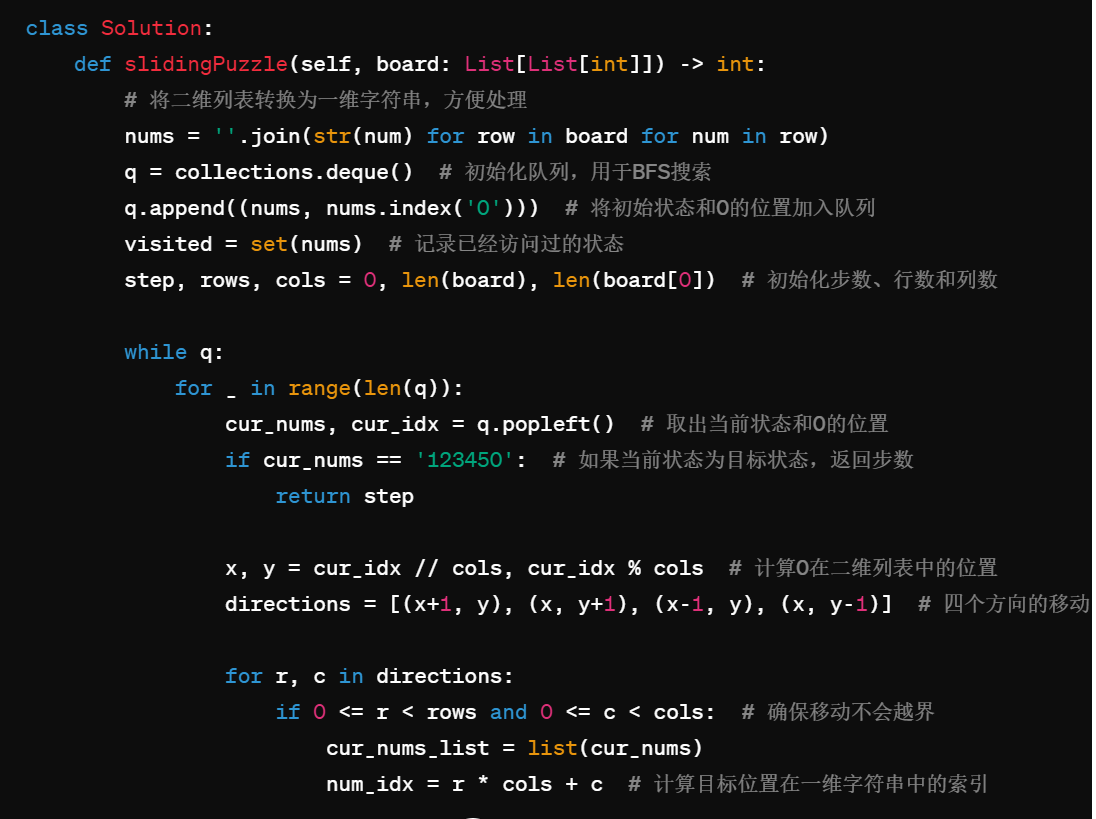 class Solution:
    def slidingPuzzle(self, board: List[List[int]]) -> int:
        # 将二维列表转换为一维字符串，方便处理
        nums = ''.join(str(num) for row in board for num in row)
        q = collections.deque()  # 初始化队列，用于BFS搜索
        q.append((nums, nums.index('0')))  # 将初始状态和0的位置加入队列
        visited = set(nums)  # 记录已经访问过的状态
        step, rows, cols = 0, len(board), len(board[0])  # 初始化步数、行数和列数
        while q:
            for _ in range(len(q)):
                cur_nums, cur_idx = q.popleft()  # 取出当前状态和0的位置
                if cur_nums == '123450':  # 如果当前状态为目标状态，返回步数
                    return step
                x, y = cur_idx // cols, cur_idx % cols  # 计算0在二维列表中的位置
                directions = [(x+1, y), (x, y+1), (x-1, y), (x, y-1)]  # 四个方向的移动
                for r, c in directions:
                    if 0 <= r < rows and 0 <= c < cols:  # 确保移动不会越界
                        cur_nums_list = list(cur_nums)
                        num_idx = r * cols + c  # 计算目标位置在一维字符串中的索引